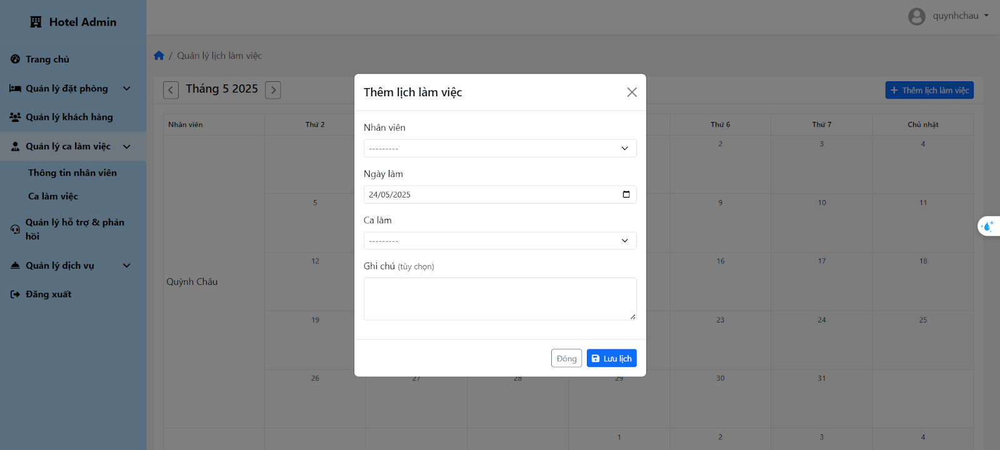 Hotel Admin
quynhchau
Trang chủ
Quản lý đặt phòng
Quản lý khách hàng
Quản lý ca làm việc
Thông tin nhân viên
Ca làm việc
Quản lý hỗ trợ & phản
hồi
Quản lý dịch vụ
Đăng xuất
/ Quản lý lịch làm việc
Tháng 5 2025
+ Thêm lịch làm việc
Nhân viên Thứ 2 Thứ 6 Thứ 7 Chủ nhật
2 3 4
5 9 10 11
12 16 17 18
Quỳnh Châu
19 23 24 25
26 27 28 29 30 31
1 2 3 4
Thêm lịch làm việc
Nhân viên
---------
Ngày làm
24/05/2025
Ca làm
---------
Ghi chú (tùy chọn)
Đóng Lưu lịch